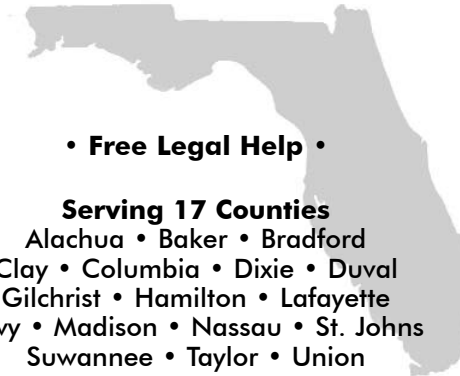 • Free Legal Help •
Serving 17 Counties
Alachua • Baker • Bradford
Clay • Columbia • Dixie • Duval
Gilchrist • Hamilton • Lafayette
vy • Madison • Nassau • St. Johns
Suwannee • Taylor • Union